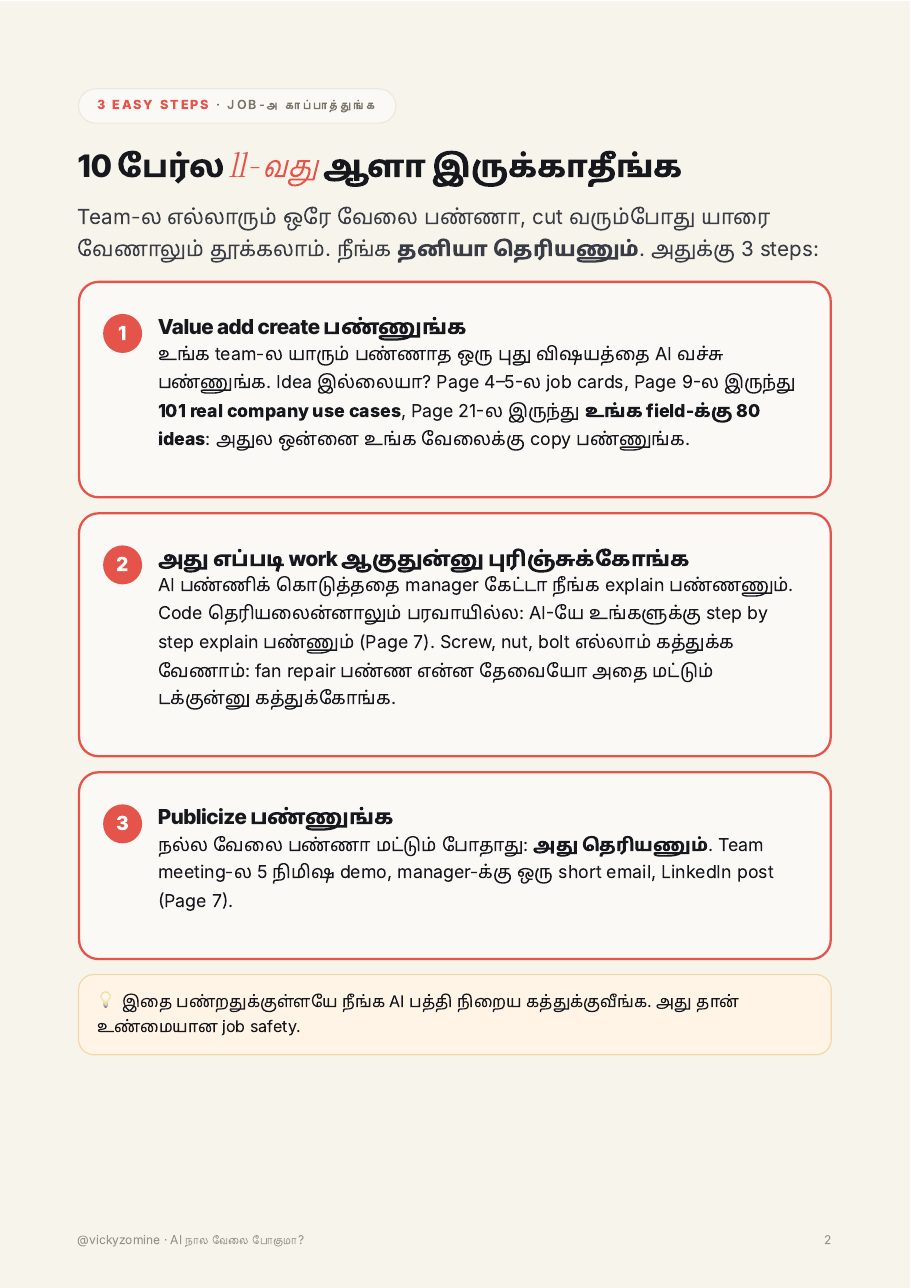 3 EASY STEPS · JOB-அ காப்பாத்துங்க
10 பேர்ல 11-வது ஆளா இருக்காதீங்க
Team-ல எல்லாரும் ஒரே வேலை பண்ணா, cut வரும்போது யாரை
வேணாலும் தூக்கலாம். நீங்க தனியா தெரியணும். அதுக்கு 3 steps:
1 Value add create பண்ணுங்க
உங்க team-ல யாரும் பண்ணாத ஒரு புது விஷயத்தை AI வச்சு
பண்ணுங்க. Idea இல்லையா? Page 4–5-ல job cards, Page 9-ல இருந்து
101 real company use cases, Page 21-ல இருந்து உங்க field-க்கு 80
ideas: அதுல ஒன்னை உங்க வேலைக்கு copy பண்ணுங்க.
2 அது எப்படி work ஆகுதுன்னு புரிஞ்சுக்கோங்க
AI பண்ணிக் கொடுத்ததை manager கேட்டா நீங்க explain பண்ணணும்.
Code தெரியலைன்னாலும் பரவாயில்ல: AI-யே உங்களுக்கு step by
step explain பண்ணும் (Page 7). Screw, nut, bolt எல்லாம் கத்துக்க
வேணாம்: fan repair பண்ண என்ன தேவையோ அதை மட்டும்
டக்குன்னு கத்துக்கோங்க.
3 Publicize பண்ணுங்க
நல்ல வேலை பண்ணா மட்டும் போதாது: அது தெரியணும். Team
meeting-ல 5 நிமிஷ demo, manager-க்கு ஒரு short email, LinkedIn post
(Page 7).
💡 இதை பண்றதுக்குள்ளயே நீங்க AI பத்தி நிறைய கத்துக்குவீங்க. அது தான்
உண்மையான job safety.
@vickyzomine · AI நால வேலை போகுமா? 2